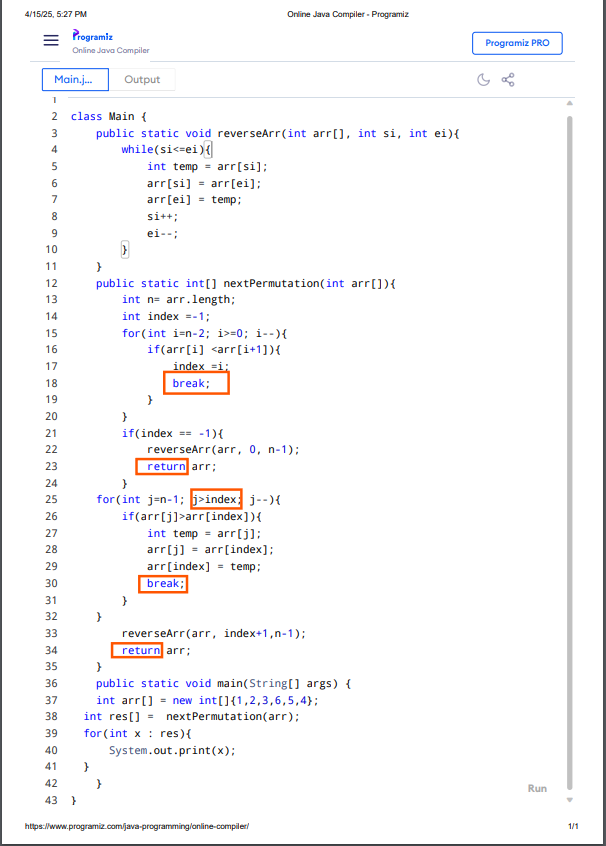 4/15/25, 5:27 PM Online Java Compiler - Programiz
Programiz
Online Java Compiler
Programiz PRO
Main.j... Output
1
2 class Main {
3 public static void reverseArr(int arr[], int si, int ei){
4 while(si<=ei){
5 int temp = arr[si];
6 arr[si] = arr[ei];
7 arr[ei] = temp;
8 si++;
9 ei--;
10 }
11 }
12 public static int[] nextPermutation(int arr[]){
13 int n= arr.length;
14 int index =-1;
15 for(int i=n-2; i>=0; i--){
16 if(arr[i] <arr[i+1]){
17 index =i;
18 break;
19 }
20 }
21 if(index == -1){
22 reverseArr(arr, 0, n-1);
23 return arr;
24 }
25 for(int j=n-1; j>index; j--){
26 if(arr[j]>arr[index]){
27 int temp = arr[j];
28 arr[j] = arr[index];
29 arr[index] = temp;
30 break;
31 }
32 }
33 reverseArr(arr, index+1,n-1);
34 return arr;
35 }
36 public static void main(String[] args) {
37 int arr[] = new int[]{1,2,3,6,5,4};
38 int res[] = nextPermutation(arr);
39 for(int x : res){
40 System.out.print(x);
41 }
42 }
43 }
Run
https://www.programiz.com/java-programming/online-compiler/ 1/1